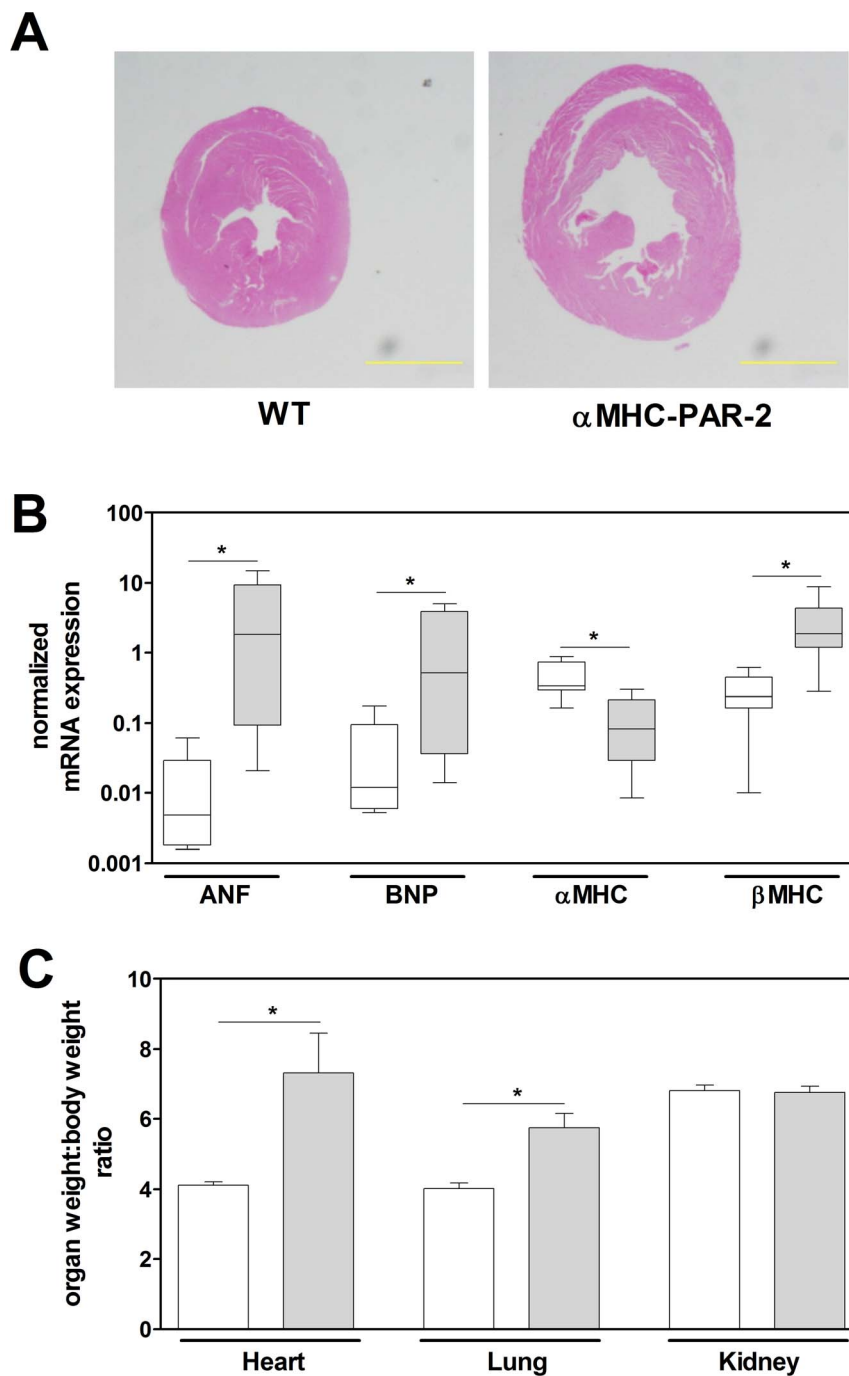 A
WT
αMHC-PAR-2
B
normalized
mRNA expression
100
10
1
0.1
0.01
0.001
*
*
*
*
ANF
BNP
αMHC
βMHC
C
organ weight:body weight
ratio
10
8
6
4
2
0
*
*
Heart
Lung
Kidney